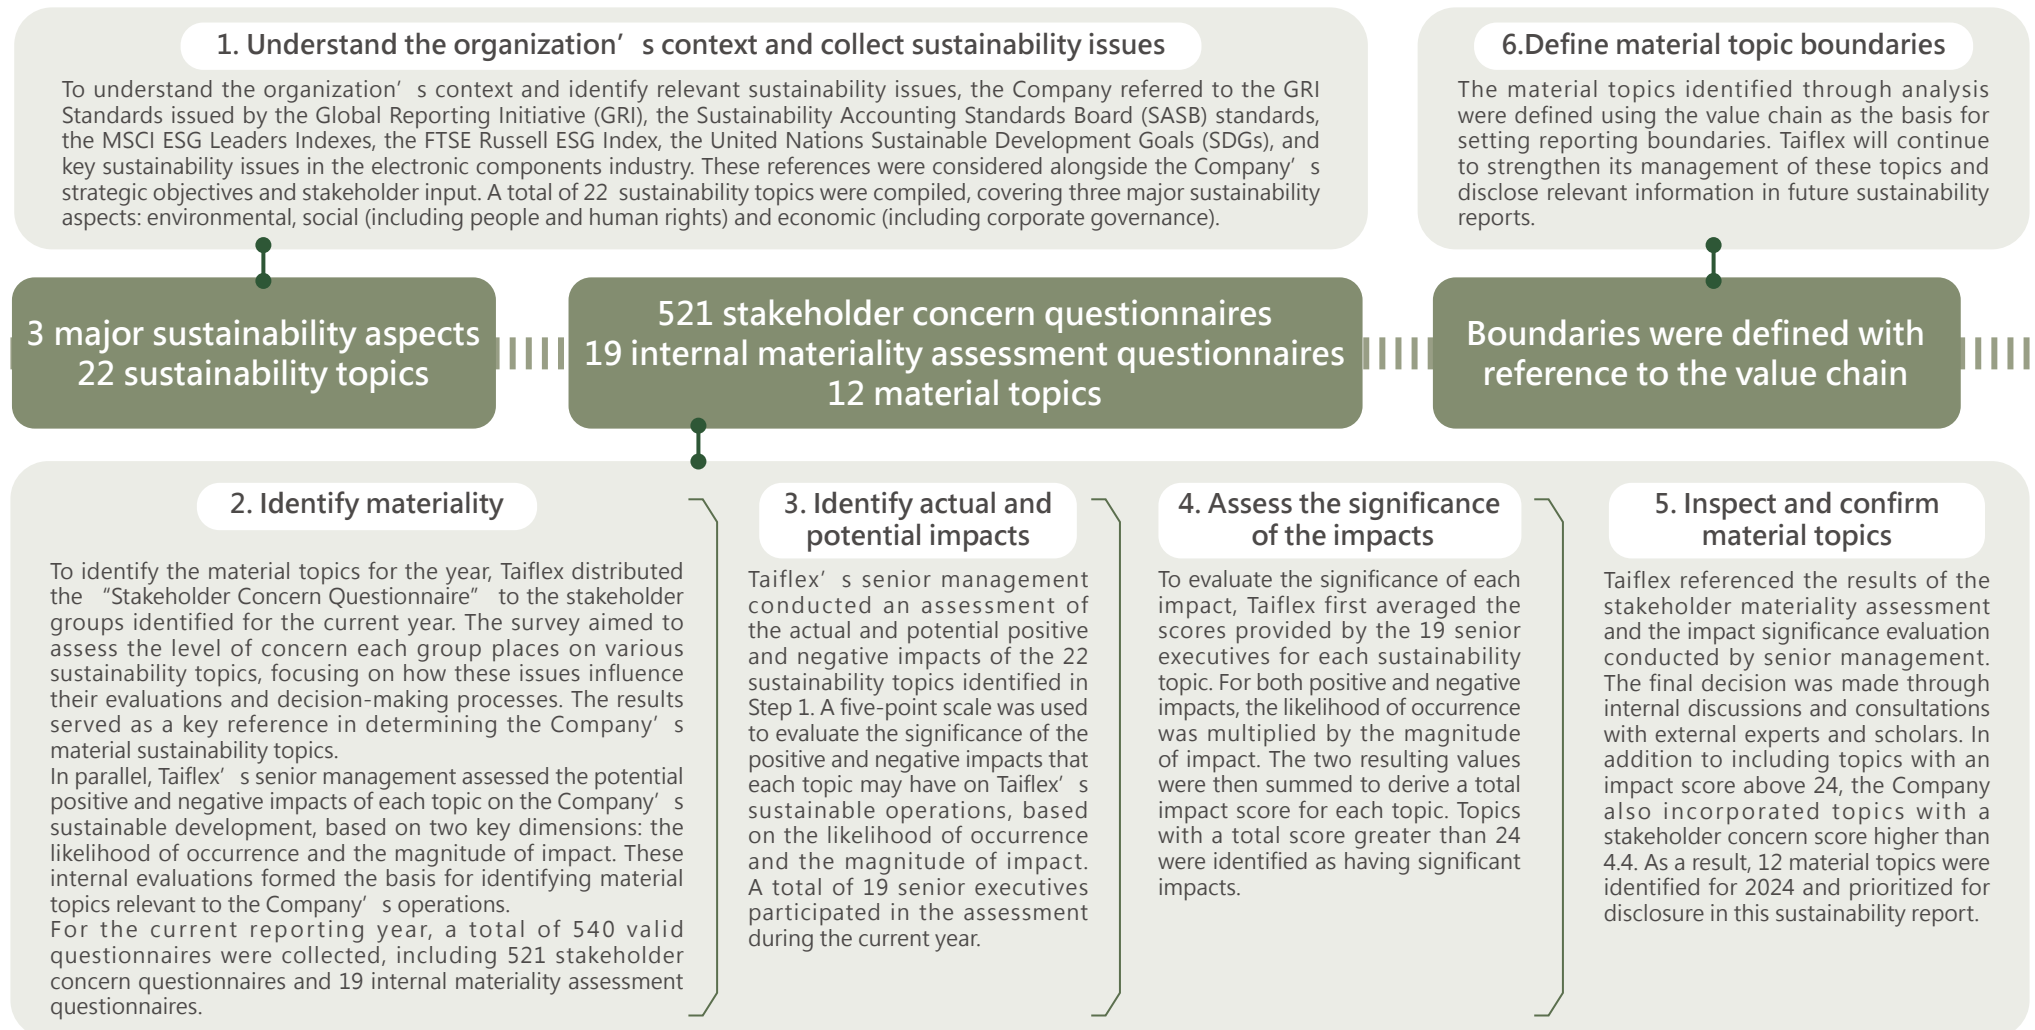 1. Understand the organization’s context and collect sustainability issues
To understand the organization’s context and identify relevant sustainability issues, the Company referred to the GRI
Standards issued by the Global Reporting Initiative (GRI), the Sustainability Accounting Standards Board (SASB) standards,
the MSCI ESG Leaders Indexes, the FTSE Russell ESG Index, the United Nations Sustainable Development Goals (SDGs), and
key sustainability issues in the electronic components industry. These references were considered alongside the Company’s
strategic objectives and stakeholder input. A total of 22 sustainability topics were compiled, covering three major sustainability
aspects: environmental, social (including people and human rights) and economic (including corporate governance).
6.Define material topic boundaries
The material topics identified through analysis
were defined using the value chain as the basis for
setting reporting boundaries. Taiflex will continue
to strengthen its management of these topics and
disclose relevant information in future sustainability
reports.
3 major sustainability aspects
22 sustainability topics
521 stakeholder concern questionnaires
19 internal materiality assessment questionnaires
12 material topics
Boundaries were defined with
reference to the value chain
2. Identify materiality
To identify the material topics for the year, Taiflex distributed
the “Stakeholder Concern Questionnaire” to the stakeholder
groups identified for the current year. The survey aimed to
assess the level of concern each group places on various
sustainability topics, focusing on how these issues influence
their evaluations and decision-making processes. The results
served as a key reference in determining the Company’s
material sustainability topics.
In parallel, Taiflex’s senior management assessed the potential
positive and negative impacts of each topic on the Company’s
sustainable development, based on two key dimensions: the
likelihood of occurrence and the magnitude of impact. These
internal evaluations formed the basis for identifying material
topics relevant to the Company’s operations.
For the current reporting year, a total of 540 valid
questionnaires were collected, including 521 stakeholder
concern questionnaires and 19 internal materiality assessment
questionnaires.
3. Identify actual and
potential impacts
Taiflex’s senior management
conducted an assessment of
the actual and potential positive
and negative impacts of the 22
sustainability topics identified in
Step 1. A five-point scale was used
to evaluate the significance of the
positive and negative impacts that
each topic may have on Taiflex’s
sustainable operations, based
on the likelihood of occurrence
and the magnitude of impact.
A total of 19 senior executives
participated in the assessment
during the current year.
4. Assess the significance
of the impacts
To evaluate the significance of each
impact, Taiflex first averaged the
scores provided by the 19 senior
executives for each sustainability
topic. For both positive and negative
impacts, the likelihood of occurrence
was multiplied by the magnitude
of impact. The two resulting values
were then summed to derive a total
impact score for each topic. Topics
with a total score greater than 24
were identified as having significant
impacts.
5. Inspect and confirm
material topics
Taiflex referenced the results of the
stakeholder materiality assessment
and the impact significance evaluation
conducted by senior management.
The final decision was made through
internal discussions and consultations
with external experts and scholars. In
addition to including topics with an
impact score above 24, the Company
also incorporated topics with a
stakeholder concern score higher than
4.4. As a result, 12 material topics were
identified for 2024 and prioritized for
disclosure in this sustainability report.